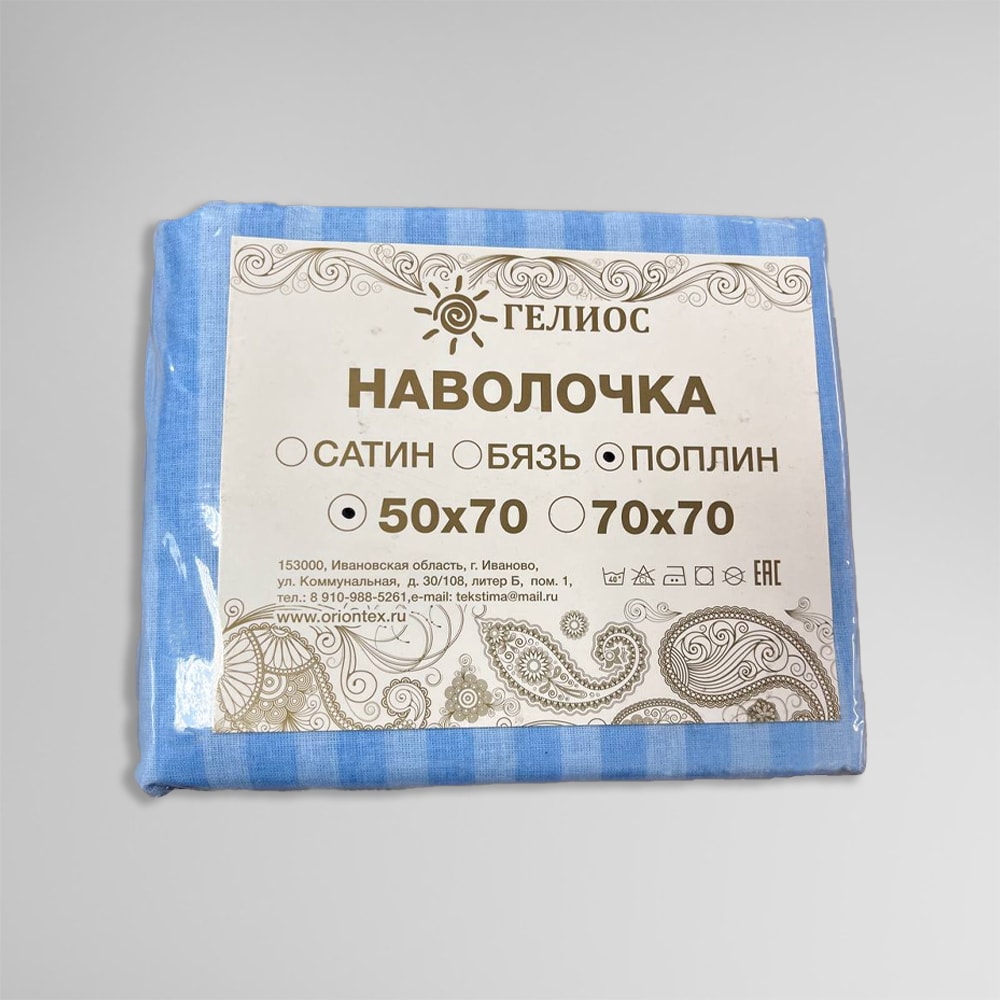 ГЕЛИОС
НАВОЛОЧКА
САТИН БЯЗЬ ПОПЛИН
50х70 70х70
153000, Ивановская область, г. Иваново,
ул. Коммунальная, д. 30/108, литер Б, пом. 1,
тел.: 8 910-988-5261,e-mail: tekstima@mail.ru
www.oriontex.ru
40°
EAC